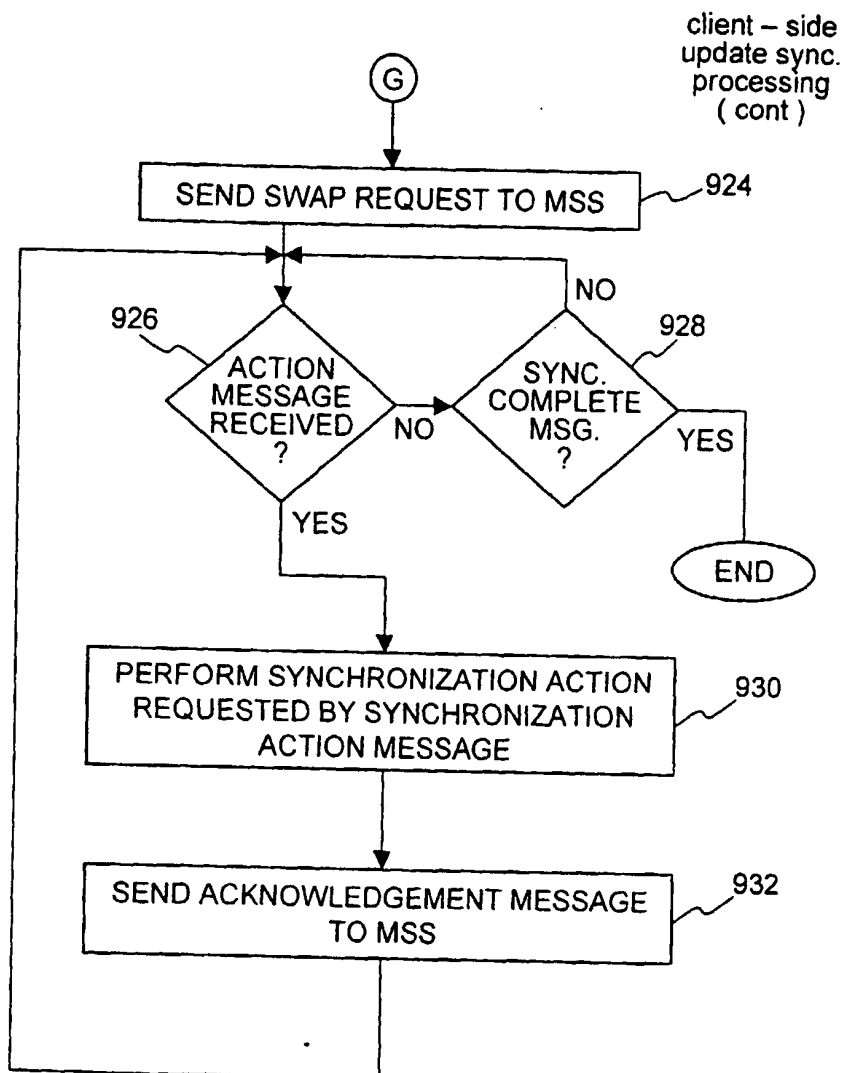 client – side
update sync.
processing
( cont )
G
SEND SWAP REQUEST TO MSS
924
NO
926
928
ACTION
MESSAGE
RECEIVED
?
NO
SYNC.
COMPLETE
MSG.
?
YES
YES
END
PERFORM SYNCHRONIZATION ACTION
REQUESTED BY SYNCHRONIZATION
ACTION MESSAGE
930
SEND ACKNOWLEDGEMENT MESSAGE
TO MSS
932